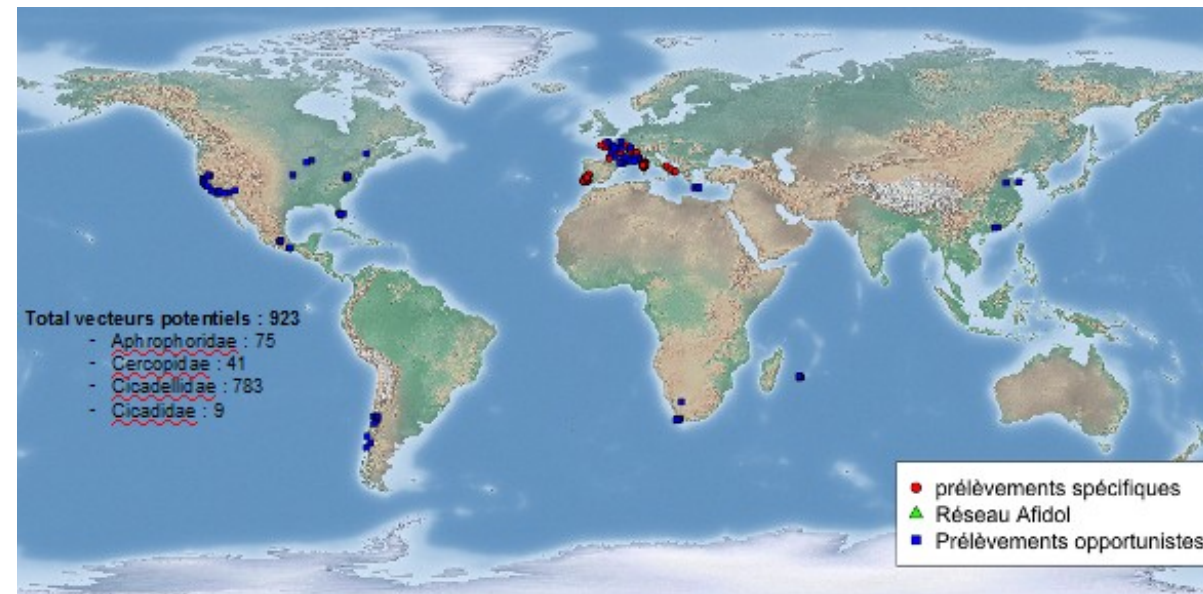 Total vecteurs potentiels : 923
- Aphrophoridae : 75
- Cercopidae : 41
- Cicadellidae : 783
- Cicadidae : 9
prélèvements spécifiques
Réseau Afidol
Prélèvements opportunistes